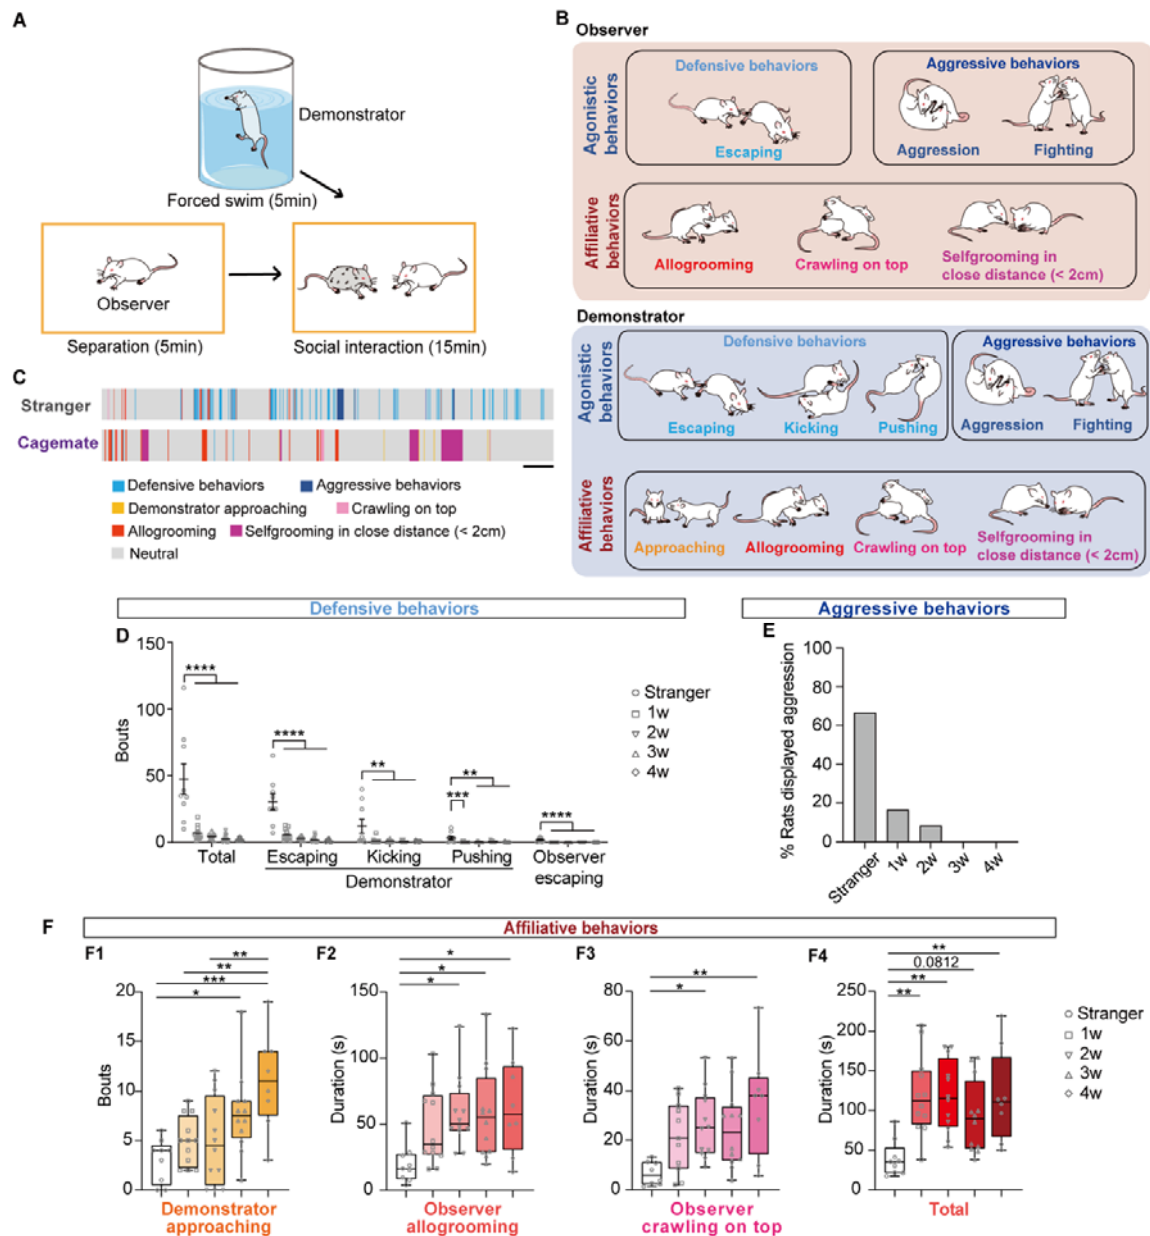 A
Demonstrator
Forced swim (5min)
Observer
Separation (5min)
Social interaction (15min)
B
Observer
Agonistic
behaviors
Defensive behaviors
Escaping
Aggressive behaviors
Aggression
Fighting
Affiliative
behaviors
Allogrooming
Crawling on top
Selfgrooming in
close distance (< 2cm)
Demonstrator
Agonistic
behaviors
Defensive behaviors
Escaping
Kicking
Pushing
Aggressive behaviors
Aggression
Fighting
Affiliative
behaviors
Approaching
Allogrooming
Crawling on top
Selfgrooming in
close distance (< 2cm)
C
Stranger
Cagemate
Defensive behaviors
Aggressive behaviors
Demonstrator approaching
Crawling on top
Allogrooming
Selfgrooming in close distance (< 2cm)
Neutral
Defensive behaviors
D
Bouts
150
100
50
0
****
****
**
***
**
****
Total
Escaping
Kicking
Pushing
Observer
escaping
Demonstrator
Stranger
1w
2w
3w
4w
Aggressive behaviors
E
% Rats displayed aggression
100
80
60
40
20
0
Stranger
1w
2w
3w
4w
F
Affiliative behaviors
F1
**
**
***
*
Bouts
20
15
10
5
0
Demonstrator
approaching
F2
*
*
*
Duration (s)
150
100
50
0
Observer
allogrooming
F3
**
*
Duration (s)
80
60
40
20
0
Observer
crawling on top
F4
**
0.0812
**
**
Duration (s)
250
200
150
100
50
0
Total
Stranger
1w
2w
3w
4w